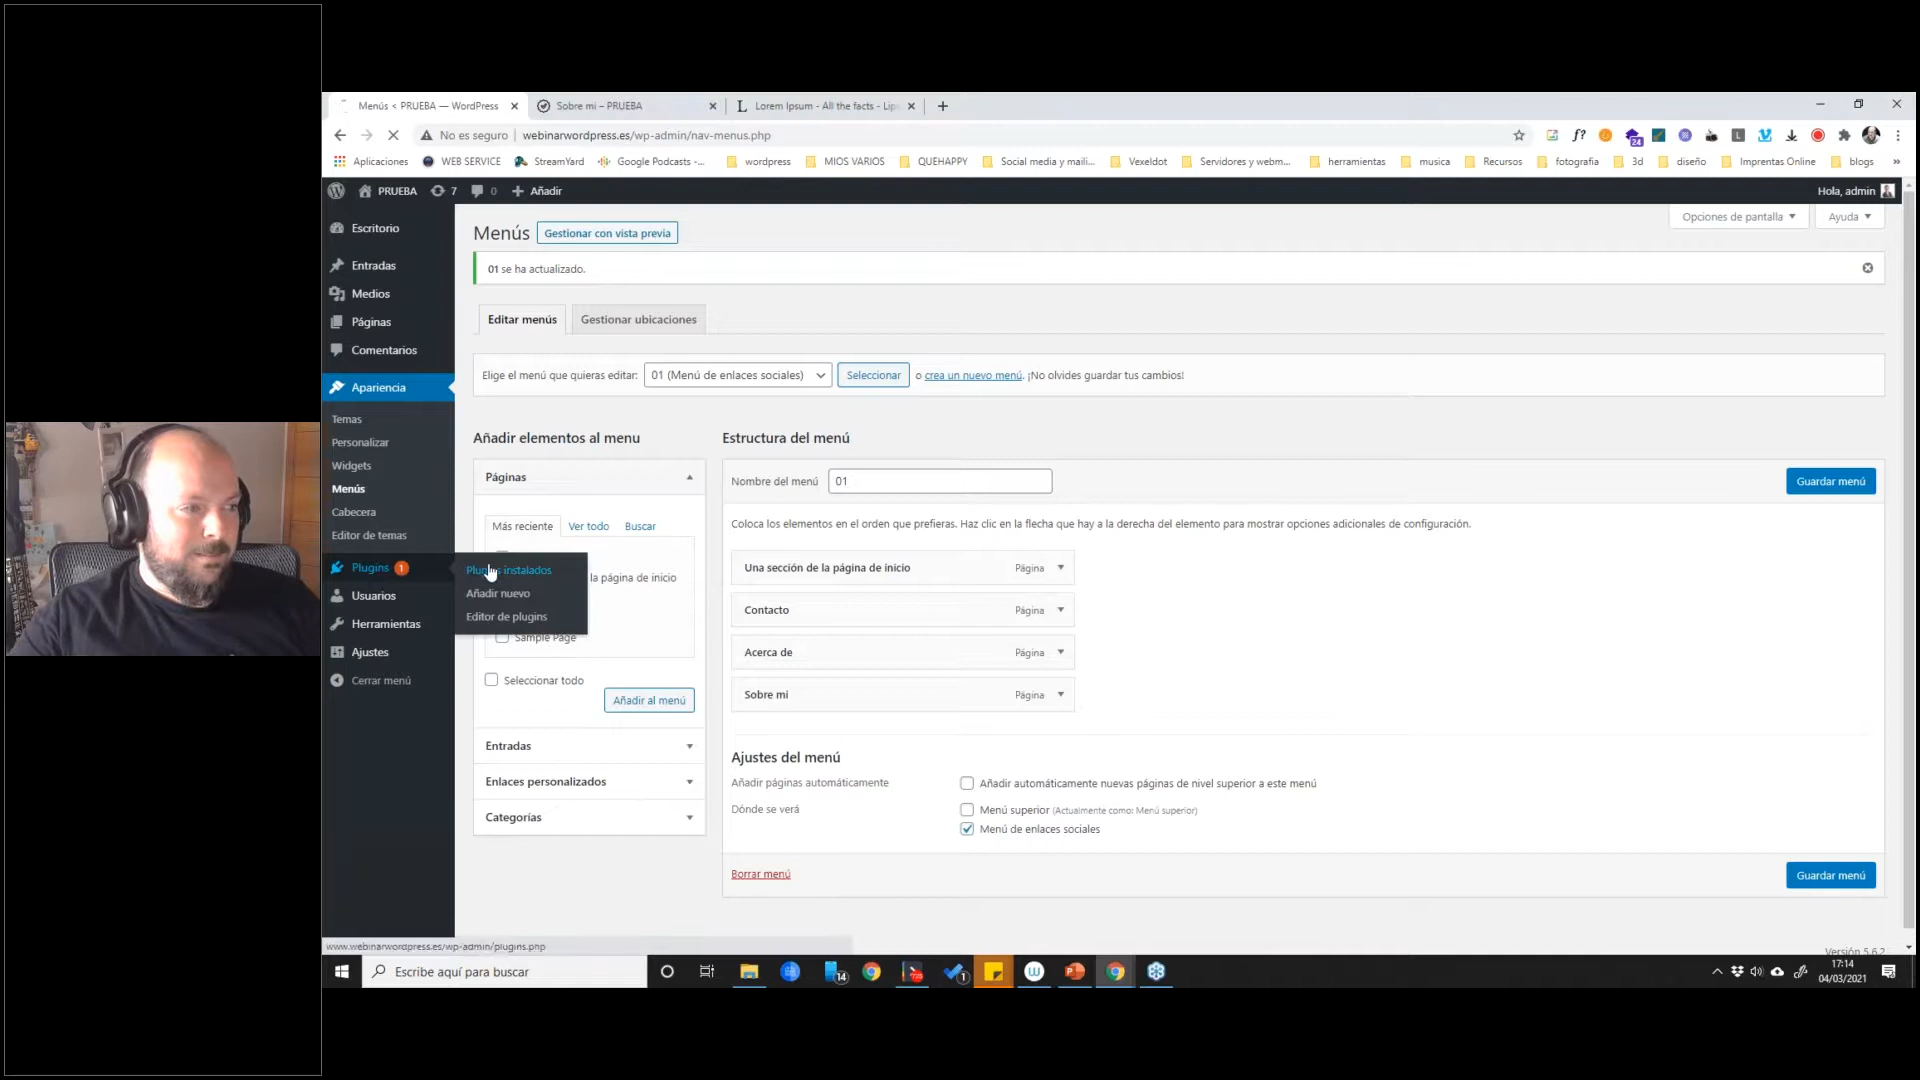 Menús < PRUEBA — WordPress
Sobre mi – PRUEBA
Lorem Ipsum - All the facts - Lip
No es seguro
webinarwordpress.es/wp-admin/nav-menus.php
f?
24
Aplicaciones
WEB SERVICE
StreamYard
Google Podcasts -...
wordpress
MIOS VARIOS
QUEHAPPY
Social media y maili...
Vexeldot
Servidores y webm...
herramientas
musica
Recursos
fotografia
3d
diseño
Imprentas Online
blogs
»
PRUEBA
7
0
Añadir
Hola, admin
Escritorio
Entradas
Medios
Páginas
Comentarios
Apariencia
Temas
Personalizar
Widgets
Menús
Cabecera
Editor de temas
Plugins 1
Usuarios
Herramientas
Ajustes
Cerrar menú
Plugins instalados
Añadir nuevo
Editor de plugins
Opciones de pantalla
Ayuda
Menús
Gestionar con vista previa
01 se ha actualizado.
Editar menús
Gestionar ubicaciones
Elige el menú que quieras editar:
01 (Menú de enlaces sociales)
Seleccionar
o crea un nuevo menú. ¡No olvides guardar tus cambios!
Añadir elementos al menu
Páginas
Más reciente
Ver todo
Buscar
la página de inicio
Sample Page
Seleccionar todo
Añadir al menú
Entradas
Enlaces personalizados
Categorías
Estructura del menú
Nombre del menú
01
Guardar menú
Coloca los elementos en el orden que prefieras. Haz clic en la flecha que hay a la derecha del elemento para mostrar opciones adicionales de configuración.
Una sección de la página de inicio
Página
Contacto
Página
Acerca de
Página
Sobre mi
Página
Ajustes del menú
Añadir páginas automáticamente
Añadir automáticamente nuevas páginas de nivel superior a este menú
Dónde se verá
Menú superior (Actualmente como: Menú superior)
Menú de enlaces sociales
Borrar menú
Guardar menú
www.webinarwordpress.es/wp-admin/plugins.php
Versión 5.6.2
Escribe aquí para buscar
14
1
17:14
04/03/2021